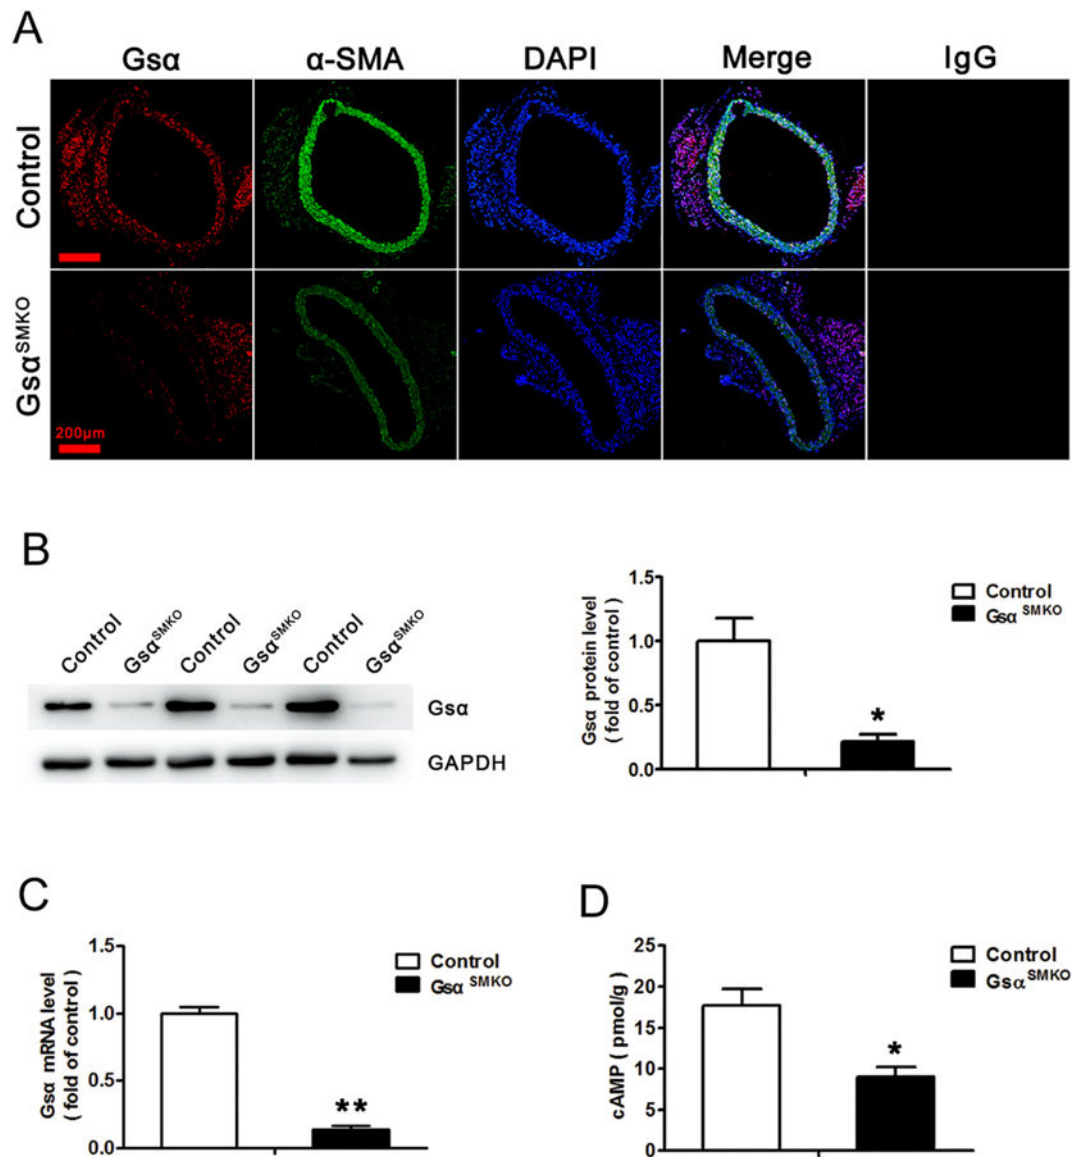 A
Gsα
α-SMA
DAPI
Merge
IgG
Control
Gsα^SMKO
200μm
B
Control
Gsα^SMKO
Control
Gsα^SMKO
Control
Gsα^SMKO
Gsα
GAPDH
Gsα protein level
( fold of control )
1.5
1.0
0.5
0.0
*
Control
Gsα SMKO
C
Gsα mRNA level
( fold of control )
1.5
1.0
0.5
0.0
**
Control
Gsα SMKO
D
cAMP ( pmol/g )
25
20
15
10
5
0
*
Control
Gsα SMKO